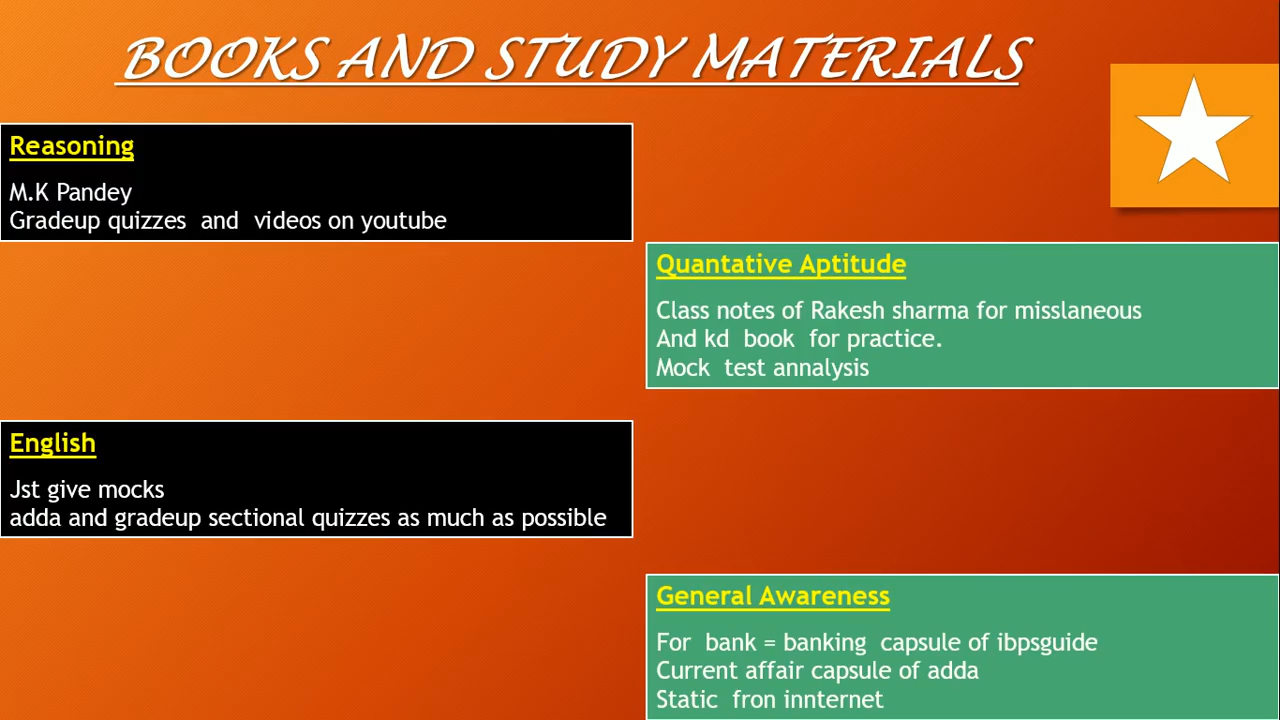 BOOKS AND STUDY MATERIALS
Reasoning
M.K Pandey
Gradeup quizzes and videos on youtube
Quantative Aptitude
Class notes of Rakesh sharma for misslaneous
And kd book for practice.
Mock test annalysis
English
Jst give mocks
adda and gradeup sectional quizzes as much as possible
General Awareness
For bank = banking capsule of ibpsguide
Current affair capsule of adda
Static fron innternet